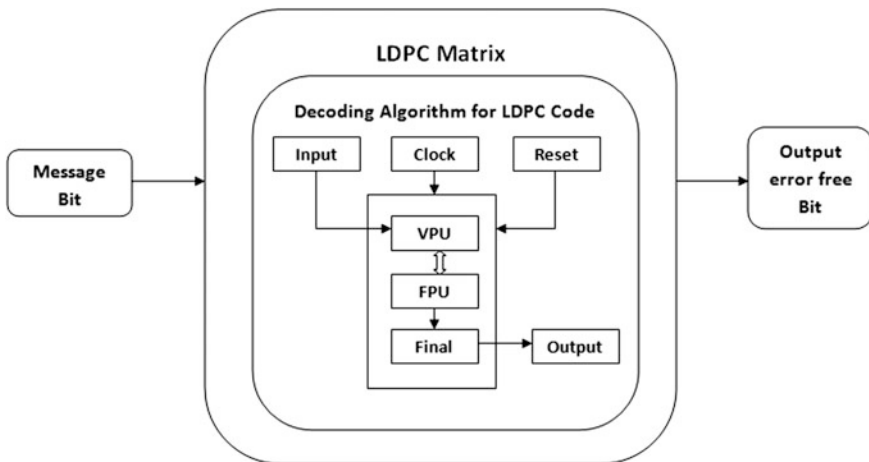 LDPC Matrix
Decoding Algorithm for LDPC Code
Input
Clock
Reset
Message
Bit
Output
error free
Bit
VPU
FPU
Final
Output